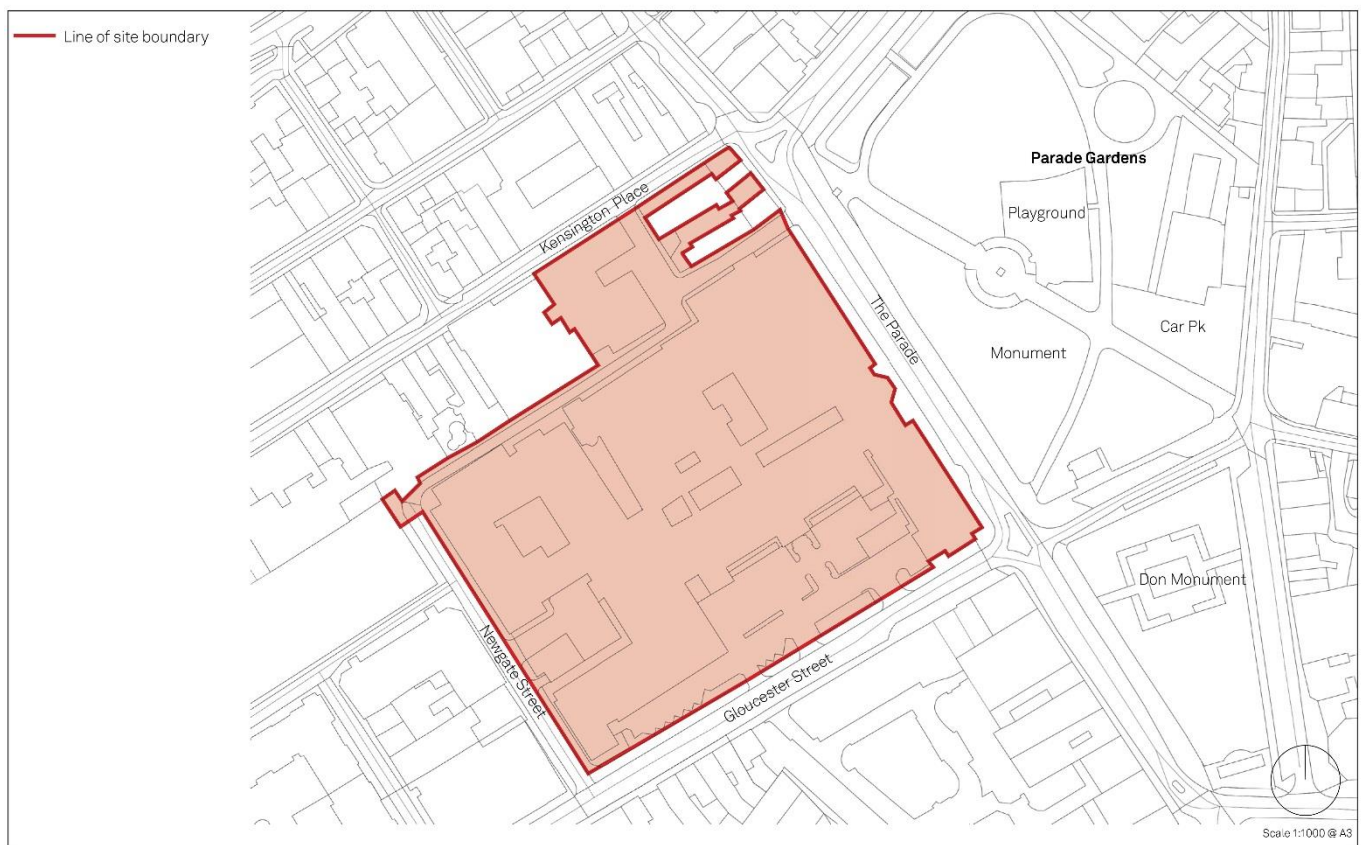 Line of site boundary
Parade Gardens
Kensington Place
Playground
The Parade
Car Pk
Monument
Don Monument
Newgate Street
Gloucester Street
Scale 1:1000 @ A3